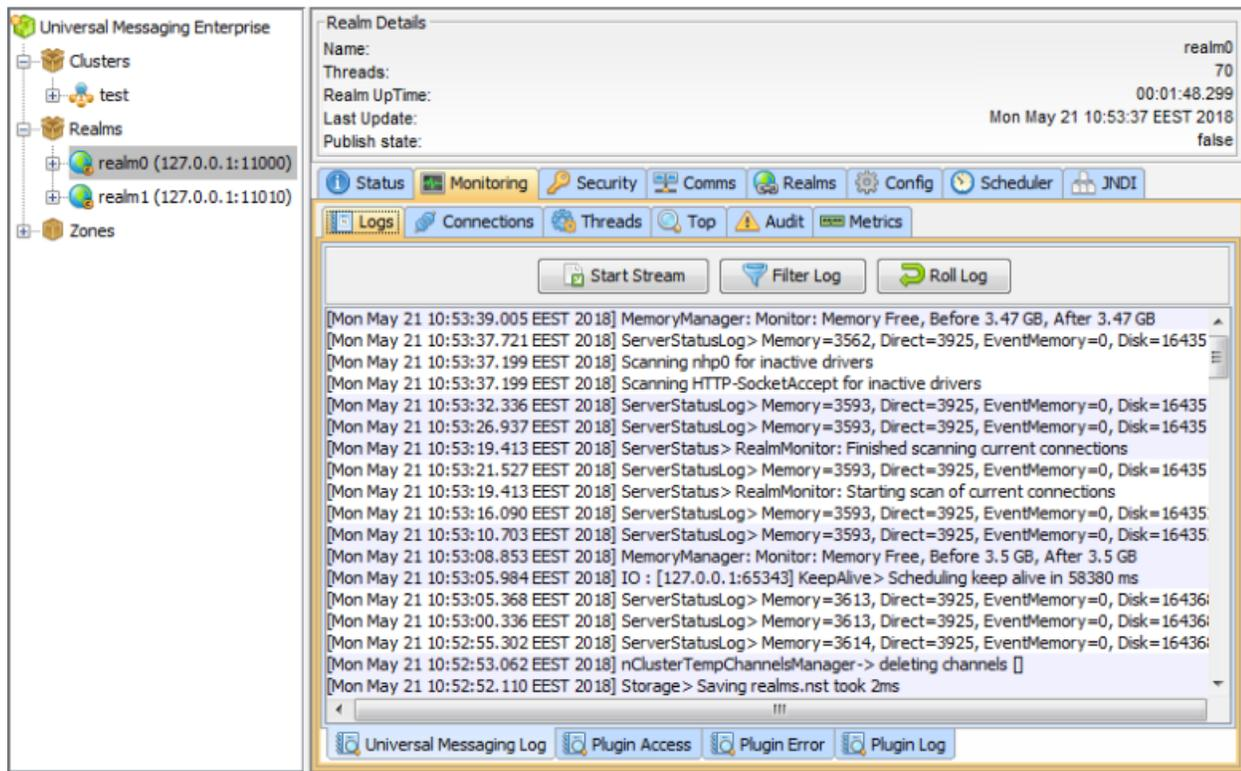 Universal Messaging Enterprise
Clusters
test
Realms
realm0 (127.0.0.1:11000)
realm1 (127.0.0.1:11010)
Zones
Realm Details
Name: realm0
Threads: 70
Realm UpTime: 00:01:48.299
Last Update: Mon May 21 10:53:37 EEST 2018
Publish state: false
Status Monitoring Security Comms Realms Config Scheduler JNDI
Logs Connections Threads Top Audit Metrics
Start Stream Filter Log Roll Log
[Mon May 21 10:53:39.005 EEST 2018] MemoryManager: Monitor: Memory Free, Before 3.47 GB, After 3.47 GB
[Mon May 21 10:53:37.721 EEST 2018] ServerStatusLog> Memory=3562, Direct=3925, EventMemory=0, Disk=16435
[Mon May 21 10:53:37.199 EEST 2018] Scanning nhp0 for inactive drivers
[Mon May 21 10:53:37.199 EEST 2018] Scanning HTTP-SocketAccept for inactive drivers
[Mon May 21 10:53:32.336 EEST 2018] ServerStatusLog> Memory=3593, Direct=3925, EventMemory=0, Disk=16435
[Mon May 21 10:53:26.937 EEST 2018] ServerStatusLog> Memory=3593, Direct=3925, EventMemory=0, Disk=16435
[Mon May 21 10:53:19.413 EEST 2018] ServerStatus> RealmMonitor: Finished scanning current connections
[Mon May 21 10:53:21.527 EEST 2018] ServerStatusLog> Memory=3593, Direct=3925, EventMemory=0, Disk=16435
[Mon May 21 10:53:19.413 EEST 2018] ServerStatus> RealmMonitor: Starting scan of current connections
[Mon May 21 10:53:16.090 EEST 2018] ServerStatusLog> Memory=3593, Direct=3925, EventMemory=0, Disk=16435
[Mon May 21 10:53:10.703 EEST 2018] ServerStatusLog> Memory=3593, Direct=3925, EventMemory=0, Disk=16435
[Mon May 21 10:53:08.853 EEST 2018] MemoryManager: Monitor: Memory Free, Before 3.5 GB, After 3.5 GB
[Mon May 21 10:53:05.984 EEST 2018] IO : [127.0.0.1:65343] KeepAlive> Scheduling keep alive in 58380 ms
[Mon May 21 10:53:05.368 EEST 2018] ServerStatusLog> Memory=3613, Direct=3925, EventMemory=0, Disk=16436
[Mon May 21 10:53:00.336 EEST 2018] ServerStatusLog> Memory=3613, Direct=3925, EventMemory=0, Disk=16436
[Mon May 21 10:52:55.302 EEST 2018] ServerStatusLog> Memory=3614, Direct=3925, EventMemory=0, Disk=16436
[Mon May 21 10:52:53.062 EEST 2018] nClusterTempChannelsManager-> deleting channels []
[Mon May 21 10:52:52.110 EEST 2018] Storage> Saving realms.nst took 2ms
Universal Messaging Log Plugin Access Plugin Error Plugin Log